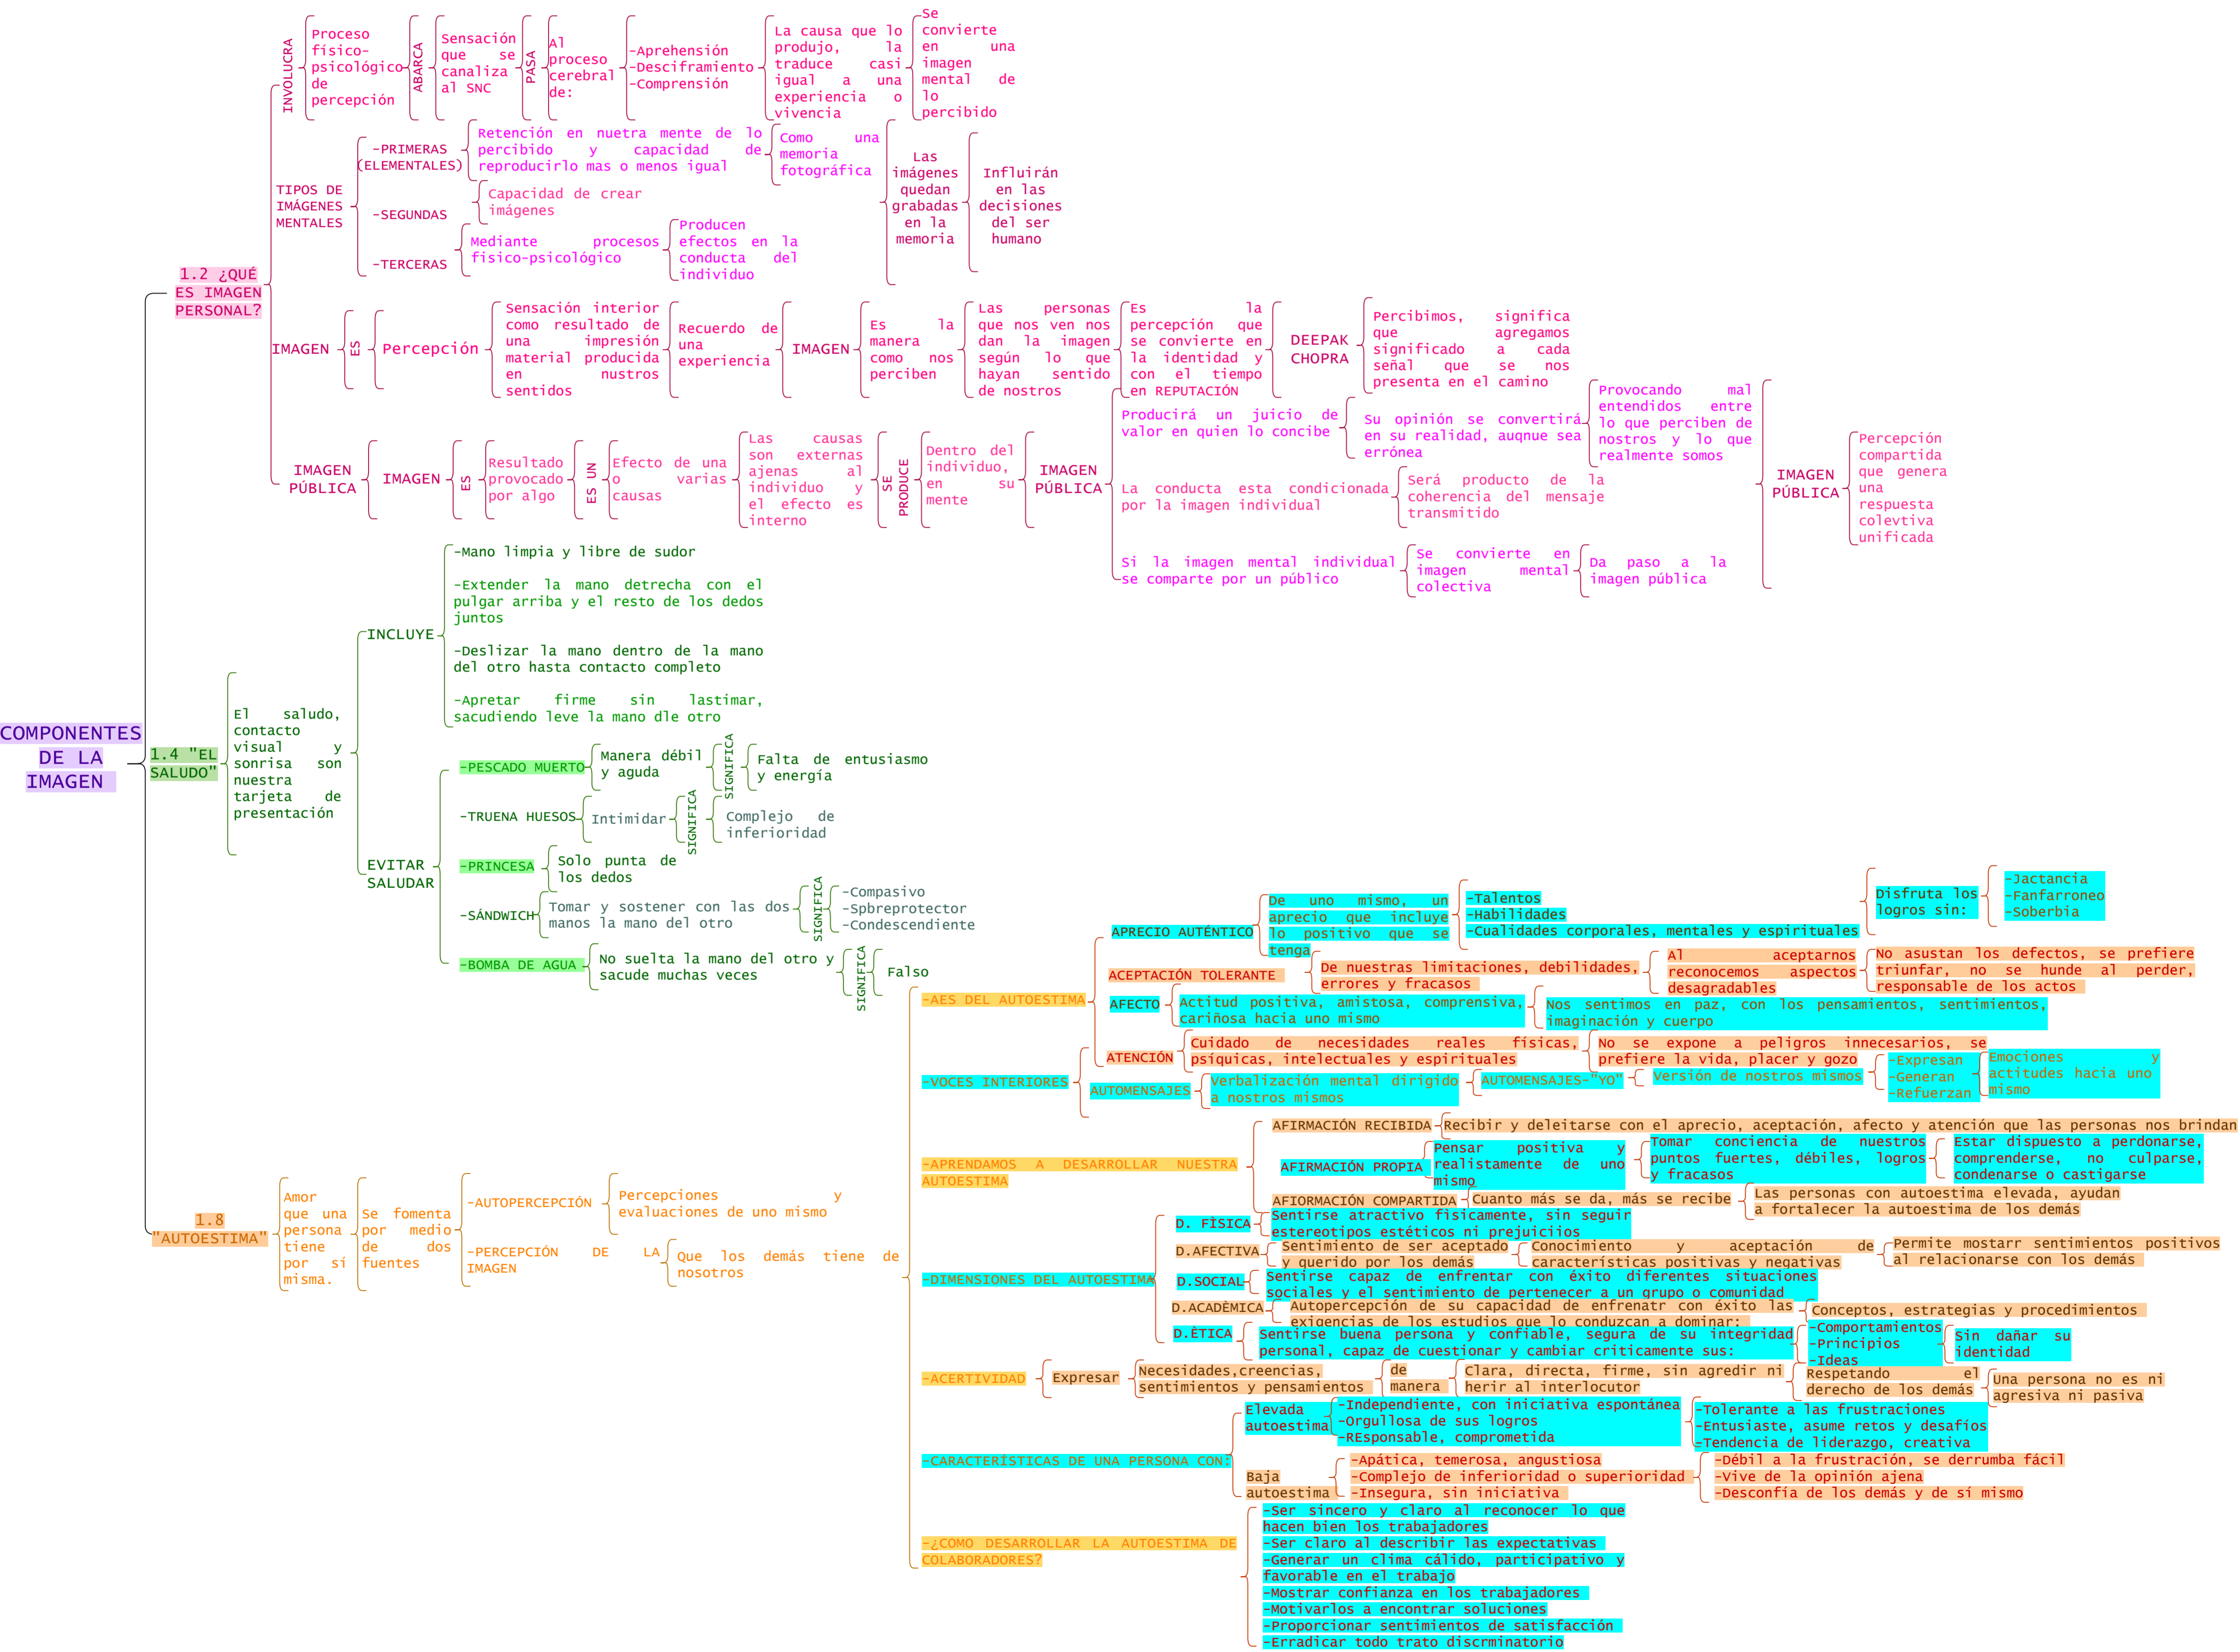 COMPONENTES
DE LA
IMAGEN
1.2 ¿QUÉ
ES IMAGEN
PERSONAL?
INVOLUCRA
Proceso
físico-
psicológico
de
percepción
ABARCA
Sensación
que se
canaliza
al SNC
PASA
Al
proceso
cerebral
de:
-Aprehensión
-Desciframiento
-Comprensión
La causa que lo
produjo, la
traduce casi
igual a una
experiencia o
vivencia
Se
convierte
en una
imagen
mental de
lo
percibido
TIPOS DE
IMÁGENES
MENTALES
-PRIMERAS
(ELEMENTALES)
Retención en nuetra mente de lo
percibido y capacidad de
reproducirlo mas o menos igual
Como una
memoria
fotográfica
-SEGUNDAS
Capacidad de crear
imágenes
-TERCERAS
Mediante procesos
físico-psicológico
Producen
efectos en la
conducta del
individuo
Las
imágenes
quedan
grabadas
en la
memoria
Influirán
en las
decisiones
del ser
humano
IMAGEN
ES
Percepción
Sensación interior
como resultado de
una impresión
material producida
en nustros
sentidos
Recuerdo de
una
experiencia
IMAGEN
Es la
manera
como nos
perciben
Las personas
que nos ven nos
dan la imagen
según lo que
hayan sentido
de nostros
Es la
percepción que
se convierte en
la identidad y
con el tiempo
en REPUTACIÓN
DEEPAK
CHOPRA
Percibimos, significa
que agregamos
significado a cada
señal que se nos
presenta en el camino
IMAGEN
PÚBLICA
IMAGEN
ES
Resultado
provocado
por algo
ES UN
Efecto de una
o varias
causas
Las causas
son externas
ajenas al
individuo y
el efecto es
interno
SE
PRODUCE
Dentro del
individuo,
en su
mente
IMAGEN
PÚBLICA
Producirá un juicio de
valor en quien lo concibe
Su opinión se convertirá
en su realidad, auqnue sea
errónea
Provocando mal
entendidos entre
lo que perciben de
nostros y lo que
realmente somos
La conducta esta condicionada
por la imagen individual
Será producto de la
coherencia del mensaje
transmitido
Si la imagen mental individual
se comparte por un público
Se convierte en
imagen mental
colectiva
Da paso a la
imagen pública
IMAGEN
PÚBLICA
Percepción
compartida
que genera
una
respuesta
colevtiva
unificada
1.4 "EL
SALUDO"
El saludo,
contacto
visual y
sonrisa son
nuestra
tarjeta de
presentación
INCLUYE
-Mano limpia y libre de sudor
-Extender la mano detrecha con el
pulgar arriba y el resto de los dedos
juntos
-Deslizar la mano dentro de la mano
del otro hasta contacto completo
-Apretar firme sin lastimar,
sacudiendo leve la mano dle otro
EVITAR
SALUDAR
-PESCADO MUERTO
Manera débil
y aguda
SIGNIFICA
Falta de entusiasmo
y energía
-TRUENA HUESOS
Intimidar
SIGNIFICA
Complejo de
inferioridad
-PRINCESA
Solo punta de
los dedos
-SÁNDWICH
Tomar y sostener con las dos
manos la mano del otro
SIGNIFICA
-Compasivo
-Spbreprotector
-Condescendiente
-BOMBA DE AGUA
No suelta la mano del otro y
sacude muchas veces
SIGNIFICA
Falso
1.8
"AUTOESTIMA"
Amor
que una
persona
tiene
por sí
misma.
Se fomenta
por medio
de dos
fuentes
-AUTOPERCEPCIÓN
Percepciones y
evaluaciones de uno mismo
-PERCEPCIÓN DE LA
IMAGEN
Que los demás tiene de
nosotros
-AES DEL AUTOESTIMA
APRECIO AUTÉNTICO
De uno mismo, un
aprecio que incluye
lo positivo que se
tenga
-Talentos
-Habilidades
-Cualidades corporales, mentales y espirituales
Disfruta los
logros sin:
-Jactancia
-Fanfarroneo
-Soberbia
ACEPTACIÓN TOLERANTE
De nuestras limitaciones, debilidades,
errores y fracasos
Al aceptarnos
reconocemos aspectos
desagradables
No asustan los defectos, se prefiere
triunfar, no se hunde al perder,
responsable de los actos
AFECTO
Actitud positiva, amistosa, comprensiva,
cariñosa hacia uno mismo
Nos sentimos en paz, con los pensamientos, sentimientos,
imaginación y cuerpo
ATENCIÓN
Cuidado de necesidades reales físicas,
psíquicas, intelectuales y espirituales
No se expone a peligros innecesarios, se
prefiere la vida, placer y gozo
-VOCES INTERIORES
AUTOMENSAJES
Verbalización mental dirigido
a nostros mismos
AUTOMENSAJES-"YO"
Versión de nostros mismos
-Expresan
-Generan
-Refuerzan
Emociones y
actitudes hacia uno
mismo
-APRENDAMOS A DESARROLLAR NUESTRA
AUTOESTIMA
AFIRMACIÓN RECIBIDA
Recibir y deleitarse con el aprecio, aceptación, afecto y atención que las personas nos brindan
AFIRMACIÓN PROPIA
Pensar positiva y
realistamente de uno
mismo
Tomar conciencia de nuestros
puntos fuertes, débiles, logros
y fracasos
Estar dispuesto a perdonarse,
comprenderse, no culparse,
condenarse o castigarse
AFIORMACIÓN COMPARTIDA
Cuanto más se da, más se recibe
Las personas con autoestima elevada, ayudan
a fortalecer la autoestima de los demás
-DIMENSIONES DEL AUTOESTIMA
D. FÌSICA
Sentirse atractivo fìsicamente, sin seguir
estereotipos estéticos ni prejuiciios
D.AFECTIVA
Sentimiento de ser aceptado
y querido por los demás
Conocimiento y aceptación de
características positivas y negativas
Permite mostarr sentimientos positivos
al relacionarse con los demás
D.SOCIAL
Sentirse capaz de enfrentar con éxito diferentes situaciones
sociales y el sentimiento de pertenecer a un grupo o comunidad
D.ACADÈMICA
Autopercepción de su capacidad de enfrenatr con éxito las
exigencias de los estudios que lo conduzcan a dominar:
Conceptos, estrategias y procedimientos
D.ÈTICA
Sentirse buena persona y confiable, segura de su integridad
personal, capaz de cuestionar y cambiar criticamente sus:
-Comportamientos
-Principios
-Ideas
Sin dañar su
identidad
-ACERTIVIDAD
Expresar
Necesidades,creencias,
sentimientos y pensamientos
de
manera
Clara, directa, firme, sin agredir ni
herir al interlocutor
Respetando el
derecho de los demás
Una persona no es ni
agresiva ni pasiva
-CARACTERÍSTICAS DE UNA PERSONA CON:
Elevada
autoestima
-Independiente, con iniciativa espontánea
-Orgullosa de sus logros
-REsponsable, comprometida
-Tolerante a las frustraciones
-Entusiaste, asume retos y desafíos
-Tendencia de liderazgo, creativa
Baja
autoestima
-Apática, temerosa, angustiosa
-Complejo de inferioridad o superioridad
-Insegura, sin iniciativa
-Débil a la frustración, se derrumba fácil
-Vive de la opinión ajena
-Desconfía de los demás y de sí mismo
-¿COMO DESARROLLAR LA AUTOESTIMA DE
COLABORADORES?
-Ser sincero y claro al reconocer lo que
hacen bien los trabajadores
-Ser claro al describir las expectativas
-Generar un clima cálido, participativo y
favorable en el trabajo
-Mostrar confianza en los trabajadores
-Motivarlos a encontrar soluciones
-Proporcionar sentimientos de satisfacción
-Erradicar todo trato discrminatorio